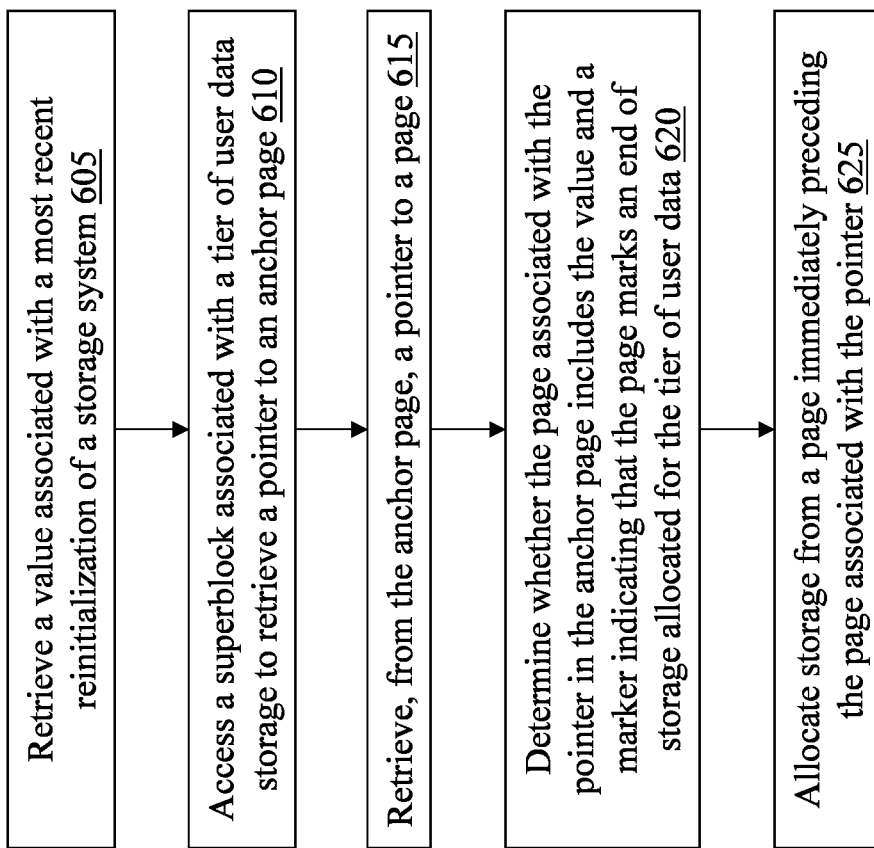 Retrieve a value associated with a most recent
reinitialization of a storage system 605
Access a superblock associated with a tier of user data
storage to retrieve a pointer to an anchor page 610
Retrieve, from the anchor page, a pointer to a page 615
Determine whether the page associated with the
pointer in the anchor page includes the value and a
marker indicating that the page marks an end of
storage allocated for the tier of user data 620
Allocate storage from a page immediately preceding
the page associated with the pointer 625